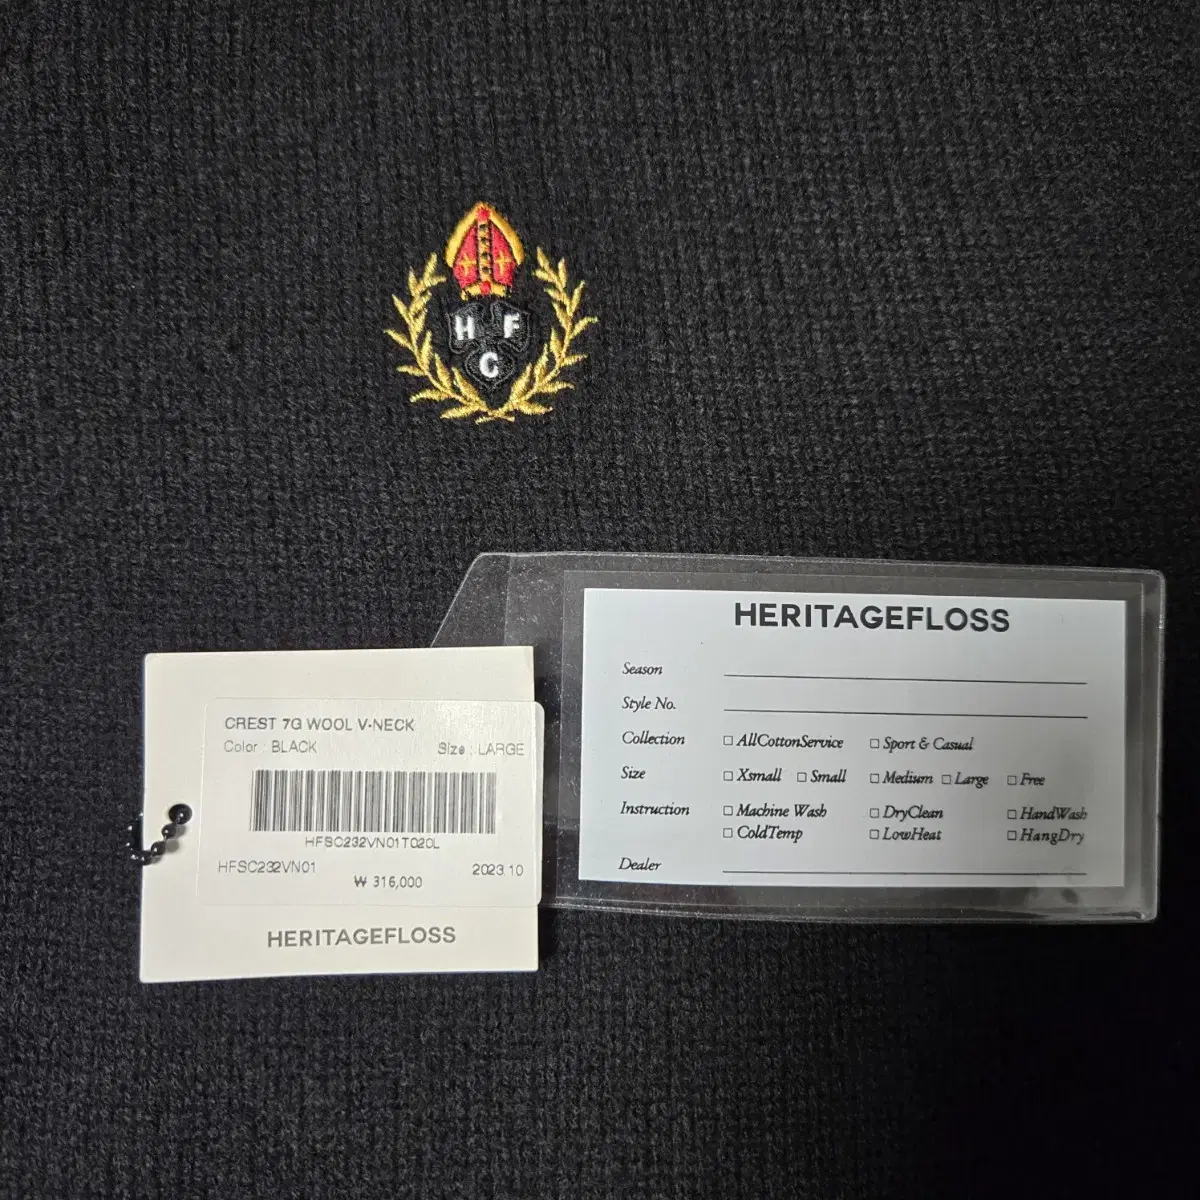 H F
C
HERITAGEFLOSS
Season
Style No.
Collection □ AllCottonService □ Sport & Casual
Size □ Xsmall □ Small □ Medium □ Large □ Free
Instruction □ Machine Wash □ DryClean □ HandWash
□ ColdTemp □ LowHeat □ HangDry
Dealer
CREST 7G WOOL V-NECK
Color : BLACK Size : LARGE
HFSC232VN01T020L
HFSC232VN01 2023.10
₩ 316,000
HERITAGEFLOSS